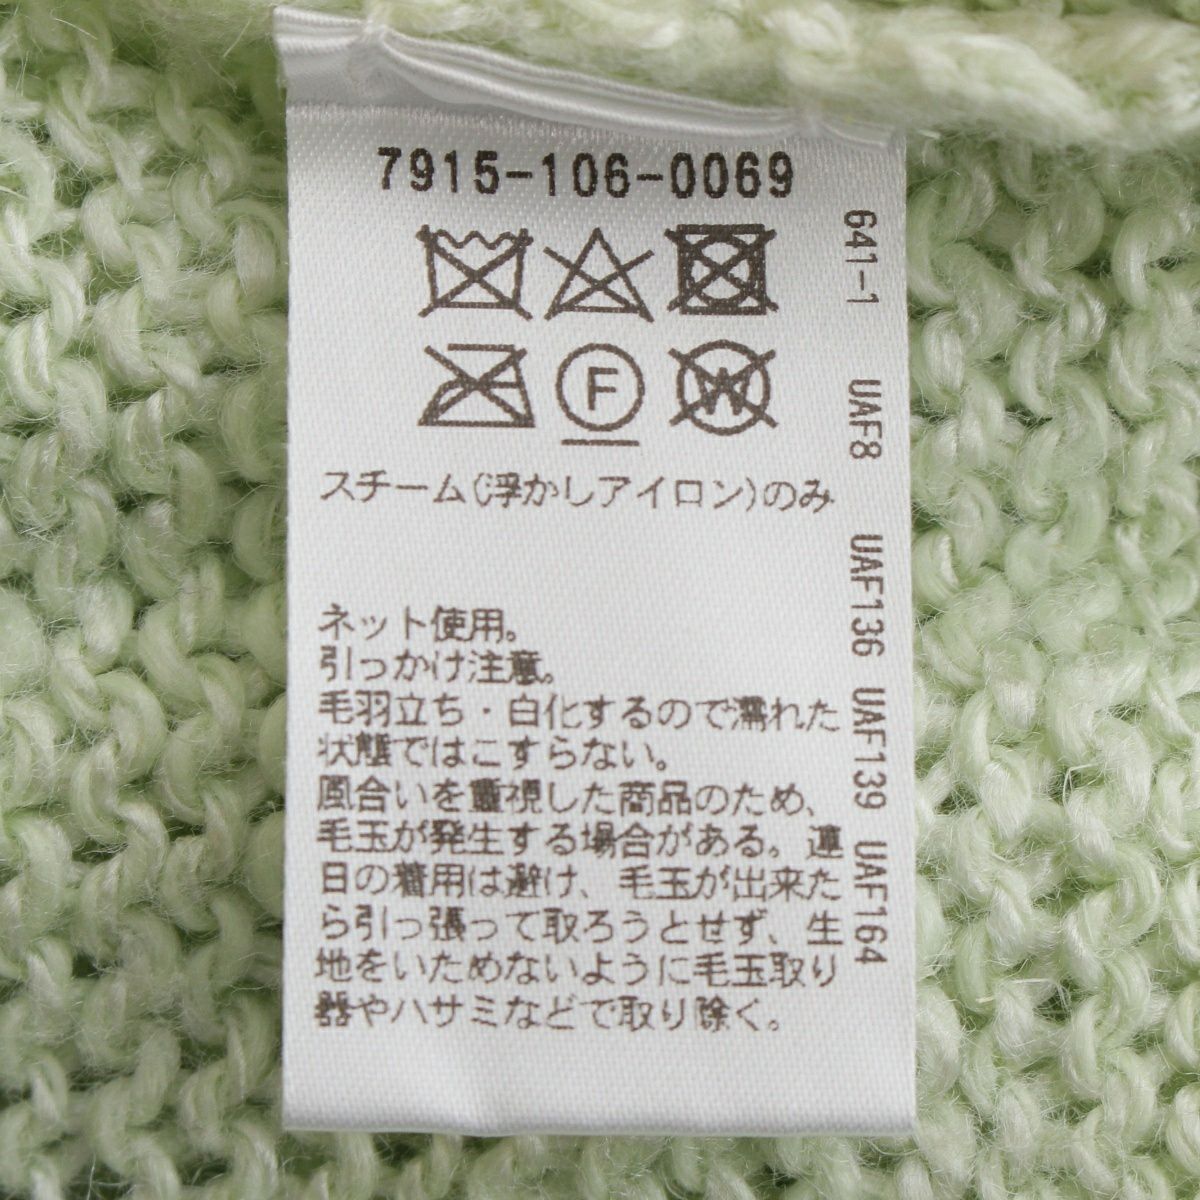 7915-106-0069
F
W
スチーム(浮かしアイロン)のみ
ネット使用。
引っかけ注意。
毛羽立ち・白化するので濡れた
状態ではこすらない。
風合いを重視した商品のため、
毛玉が発生する場合がある。連
日の着用は避け、毛玉が出来た
ら引っ張って取ろうとせず、生
地をいためないように毛玉取り
器やハサミなどで取り除く。
641-1 UAF8 UAF136 UAF139 UAF164